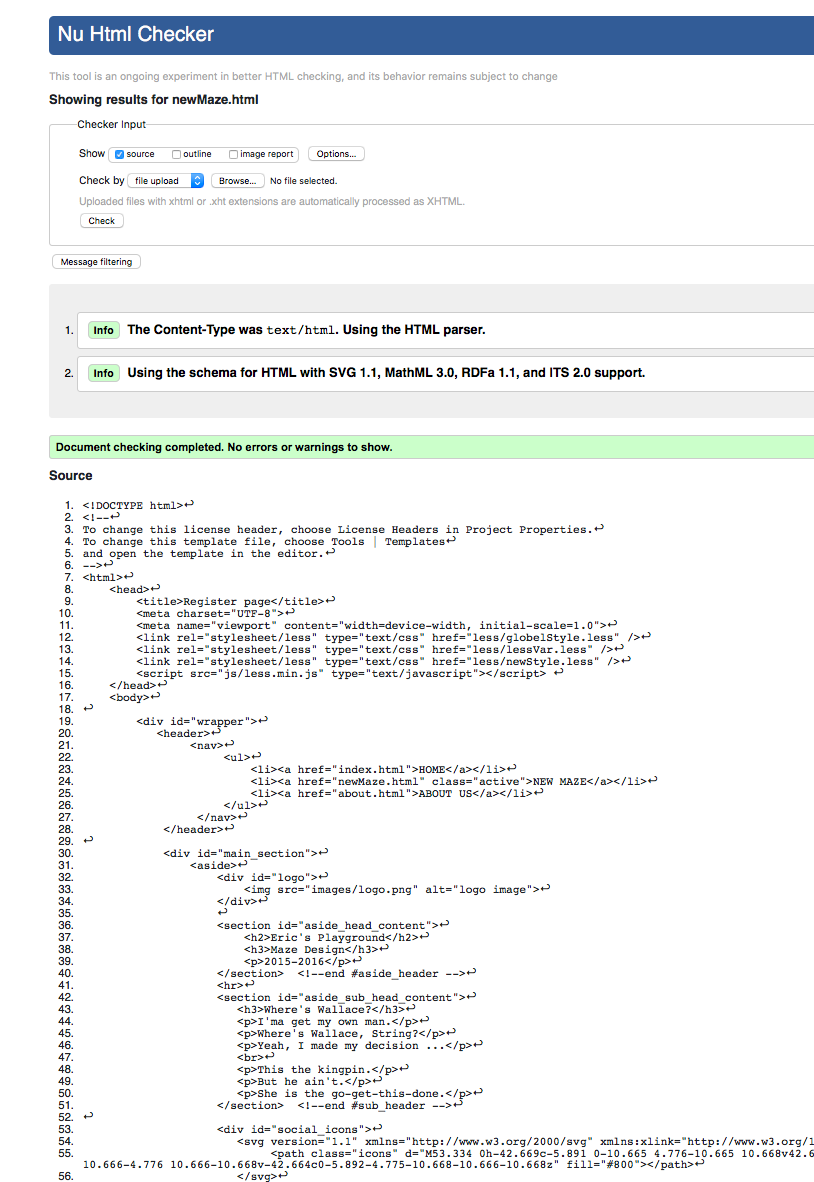 Nu Html Checker
This tool is an ongoing experiment in better HTML checking, and its behavior remains subject to change
Showing results for newMaze.html
Checker Input
Show source outline image report Options...
Check by file upload Browse... No file selected.
Uploaded files with xhtml or .xht extensions are automatically processed as XHTML.
Check
Message filtering
1. Info The Content-Type was text/html. Using the HTML parser.
2. Info Using the schema for HTML with SVG 1.1, MathML 3.0, RDFa 1.1, and ITS 2.0 support.
Document checking completed. No errors or warnings to show.
Source
1. <!DOCTYPE html>↩
2. <!--↩
3. To change this license header, choose License Headers in Project Properties.↩
4. To change this template file, choose Tools | Templates↩
5. and open the template in the editor.↩
6. -->↩
7. <html>↩
8. <head>↩
9. <title>Register page</title>↩
10. <meta charset="UTF-8">↩
11. <meta name="viewport" content="width=device-width, initial-scale=1.0">↩
12. <link rel="stylesheet/less" type="text/css" href="less/globelStyle.less" />↩
13. <link rel="stylesheet/less" type="text/css" href="less/lessVar.less" />↩
14. <link rel="stylesheet/less" type="text/css" href="less/newStyle.less" />↩
15. <script src="js/less.min.js" type="text/javascript"></script> ↩
16. </head>↩
17. <body>↩
18. ↩
19. <div id="wrapper">↩
20. <header>↩
21. <nav>↩
22. <ul>↩
23. <li><a href="index.html">HOME</a></li>↩
24. <li><a href="newMaze.html" class="active">NEW MAZE</a></li>↩
25. <li><a href="about.html">ABOUT US</a></li>↩
26. </ul>↩
27. </nav>↩
28. </header>↩
29. ↩
30. <div id="main_section">↩
31. <aside>↩
32. <div id="logo">↩
33. <img src="images/logo.png" alt="logo image">↩
34. </div>↩
35. ↩
36. <section id="aside_head_content">↩
37. <h2>Eric's Playground</h2>↩
38. <h3>Maze Design</h3>↩
39. <p>2015-2016</p>↩
40. </section> <!--end #aside_header -->↩
41. <hr>↩
42. <section id="aside_sub_head_content">↩
43. <h3>Where's Wallace?</h3>↩
44. <p>I'ma get my own man.</p>↩
45. <p>Where's Wallace, String?</p>↩
46. <p>Yeah, I made my decision ...</p>↩
47. <br>↩
48. <p>This the kingpin.</p>↩
49. <p>But he ain't.</p>↩
50. <p>She is the go-get-this-done.</p>↩
51. </section> <!--end #sub_header -->↩
52. ↩
53. <div id="social_icons">↩
54. <svg version="1.1" xmlns="http://www.w3.org/2000/svg" xmlns:xlink="http://www.w3.org/1
55. <path class="icons" d="M53.334 0h-42.669c-5.891 0-10.665 4.776-10.665 10.668v42.6
10.666-4.776 10.666-10.668v-42.664c0-5.892-4.775-10.668-10.666-10.668z" fill="#800"></path>↩
56. </svg>↩